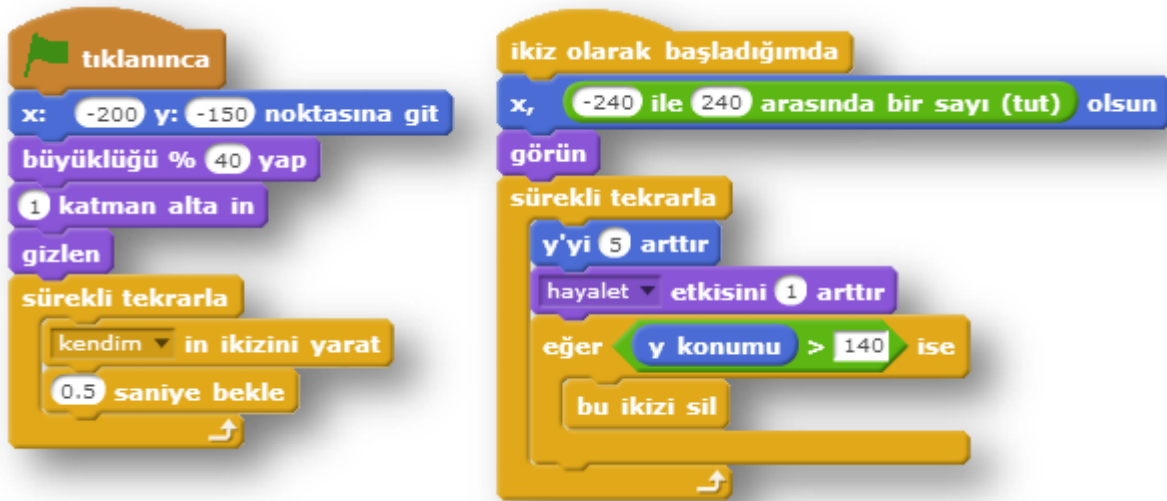 tıklanınca
x: -200 y: -150 noktasına git
büyüklüğü % 40 yap
1 katman alta in
gizlen
sürekli tekrarla
kendim in ikizini yarat
0.5 saniye bekle
ikiz olarak başladığımda
x, -240 ile 240 arasında bir sayı (tut) olsun
görün
sürekli tekrarla
y'yi 5 arttır
hayalet etkisini 1 arttır
eğer y konumu > 140 ise
bu ikizi sil